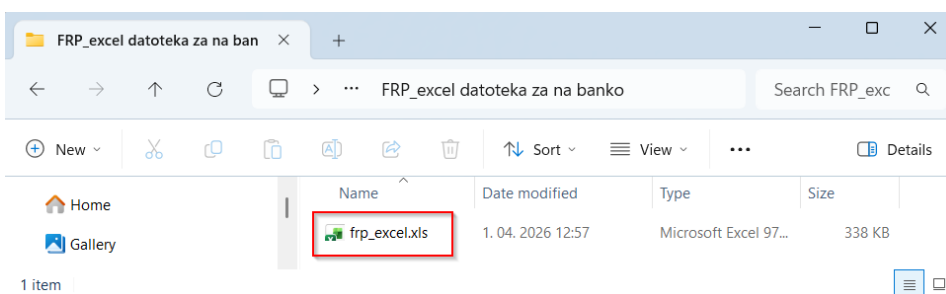 FRP_excel datoteka za na ban
FRP_excel datoteka za na banko
Search FRP_exc
New
Sort
View
Details
Home
Gallery
Name
Date modified
Type
Size
frp_excel.xls
1. 04. 2026 12:57
Microsoft Excel 97...
338 KB
1 item